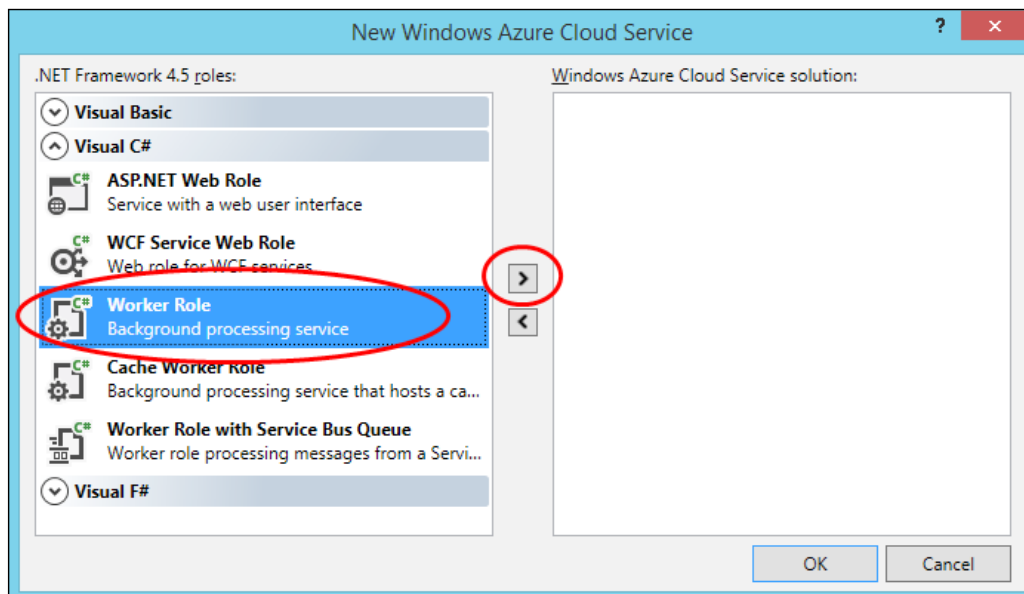 New Windows Azure Cloud Service
?
.NET Framework 4.5 roles:
Windows Azure Cloud Service solution:
Visual Basic
Visual C#
C#
ASP.NET Web Role
Service with a web user interface
C#
WCF Service Web Role
Web role for WCF services
C#
Worker Role
Background processing service
C#
Cache Worker Role
Background processing service that hosts a ca...
C#
Worker Role with Service Bus Queue
Worker role processing messages from a Servi...
Visual F#
OK
Cancel